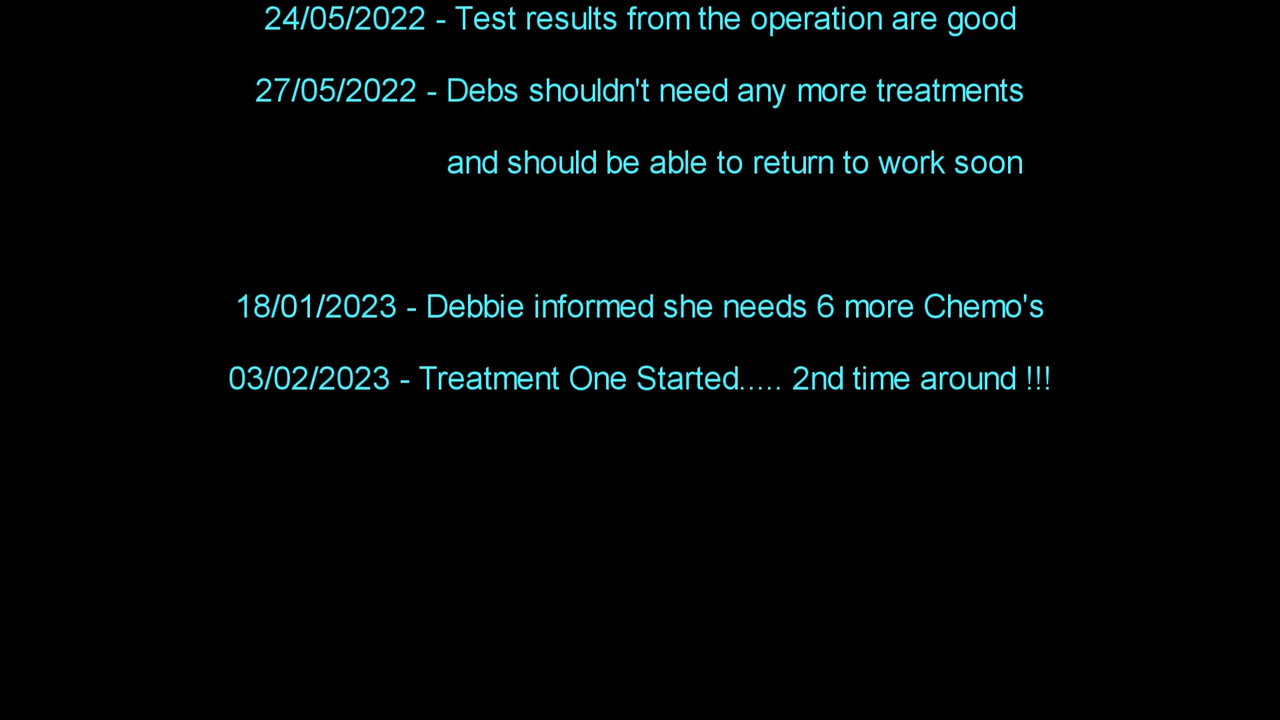 24/05/2022 - Test results from the operation are good
27/05/2022 - Debs shouldn't need any more treatments
and should be able to return to work soon
18/01/2023 - Debbie informed she needs 6 more Chemo's
03/02/2023 - Treatment One Started..... 2nd time around !!!